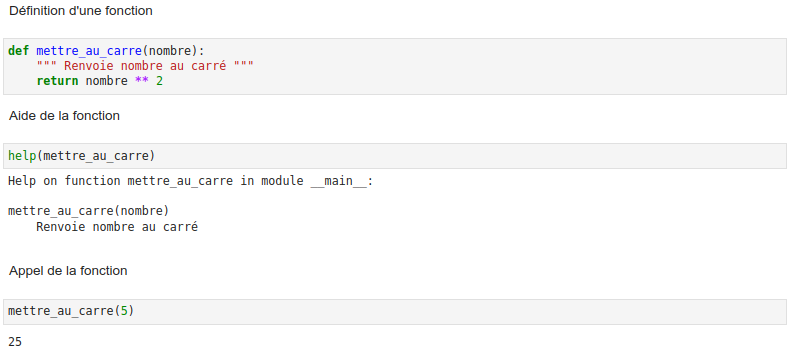 Définition d'une fonction
def mettre_au_carre(nombre):
    """ Renvoie nombre au carré """
    return nombre ** 2
Aide de la fonction
help(mettre_au_carre)
Help on function mettre_au_carre in module __main__:
mettre_au_carre(nombre)
    Renvoie nombre au carré
Appel de la fonction
mettre_au_carre(5)
25